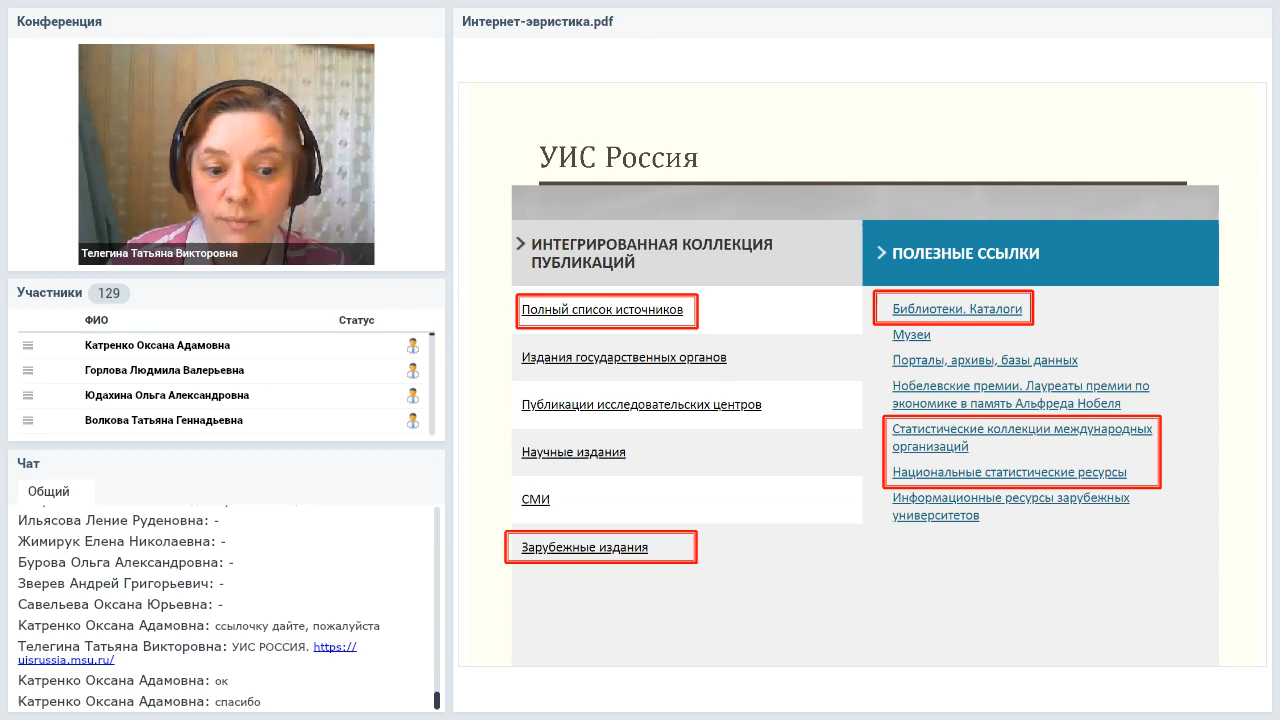 Конференция
Телегина Татьяна Викторовна
Участники 129
ФИО Статус
Катренко Оксана Адамовна
Горлова Людмила Валерьевна
Юдахина Ольга Александровна
Волкова Татьяна Геннадьевна
Чат
Общий
Ильясова Ление Руденовна: -
Жимирук Елена Николаевна: -
Бурова Ольга Александровна: -
Зверев Андрей Григорьевич: -
Савельева Оксана Юрьевна: -
Катренко Оксана Адамовна: ссылочку дайте, пожалуйста
Телегина Татьяна Викторовна: УИС РОССИЯ. https://
uisrussia.msu.ru/
Катренко Оксана Адамовна: ок
Катренко Оксана Адамовна: спасибо
Интернет-эвристика.pdf
УИС Россия
ИНТЕГРИРОВАННАЯ КОЛЛЕКЦИЯ
ПУБЛИКАЦИЙ
Полный список источников
Издания государственных органов
Публикации исследовательских центров
Научные издания
СМИ
Зарубежные издания
ПОЛЕЗНЫЕ ССЫЛКИ
Библиотеки. Каталоги
Музеи
Порталы, архивы, базы данных
Нобелевские премии. Лауреаты премии по
экономике в память Альфреда Нобеля
Статистические коллекции международных
организаций
Национальные статистические ресурсы
Информационные ресурсы зарубежных
университетов